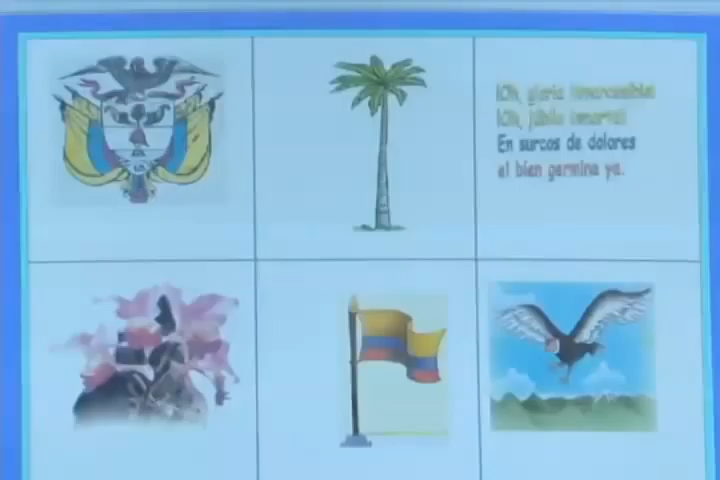 ¡Oh, gloria inmarcesible!
¡Oh, júbilo inmortal!
En surcos de dolores
el bien germina ya.